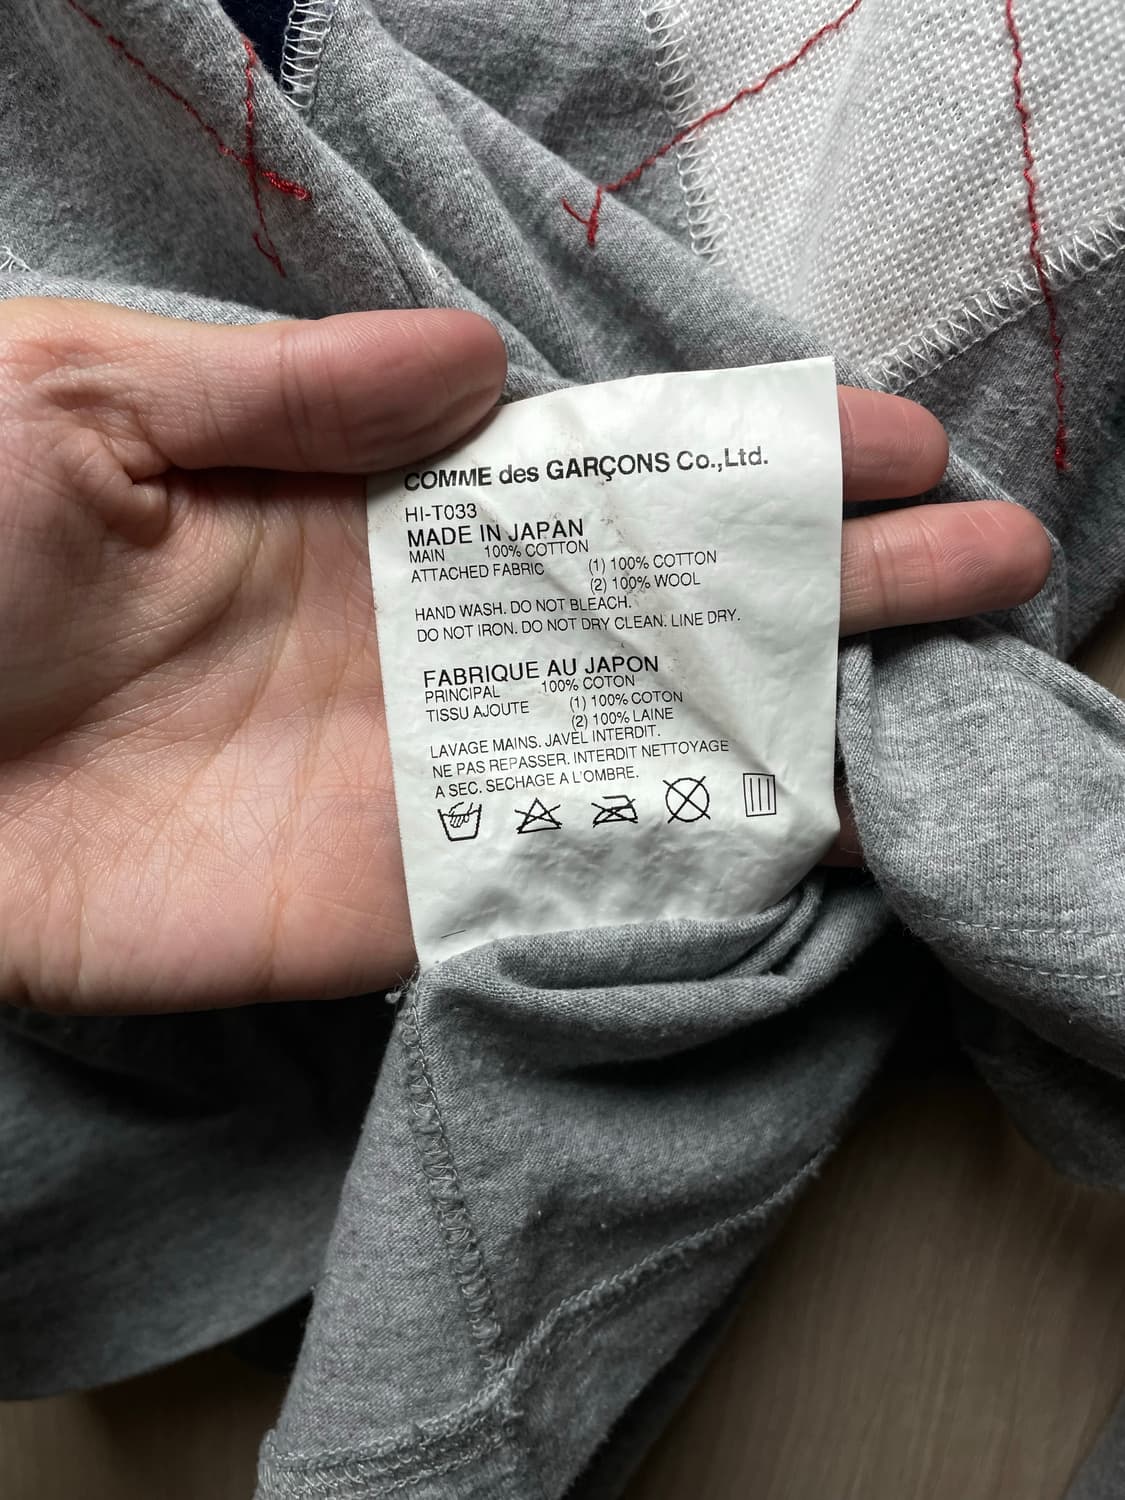 COMME des GARÇONS Co.,Ltd.
HI-T033
MADE IN JAPAN
MAIN 100% COTTON
ATTACHED FABRIC (1) 100% COTTON
(2) 100% WOOL
HAND WASH. DO NOT BLEACH.
DO NOT IRON. DO NOT DRY CLEAN. LINE DRY.
FABRIQUE AU JAPON
PRINCIPAL 100% COTON
TISSU AJOUTE (1) 100% COTON
(2) 100% LAINE
LAVAGE MAINS. JAVEL INTERDIT.
NE PAS REPASSER. INTERDIT NETTOYAGE
A SEC. SECHAGE A L'OMBRE.